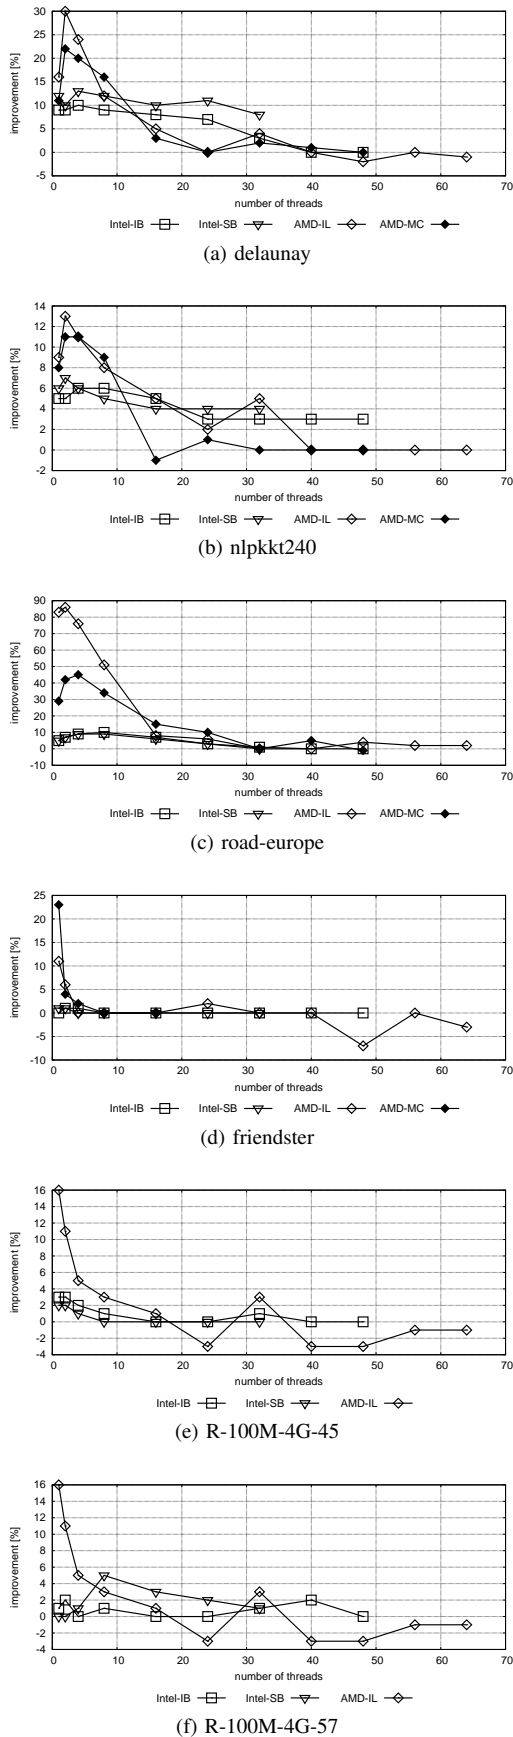 improvement [%]
30
25
20
15
10
5
0
-5
0 10 20 30 40 50 60 70
number of threads
Intel-IB Intel-SB AMD-IL AMD-MC
(a) delaunay
improvement [%]
14
12
10
8
6
4
2
0
-2
0 10 20 30 40 50 60 70
number of threads
Intel-IB Intel-SB AMD-IL AMD-MC
(b) nlpkkt240
improvement [%]
90
80
70
60
50
40
30
20
10
0
-10
0 10 20 30 40 50 60 70
number of threads
Intel-IB Intel-SB AMD-IL AMD-MC
(c) road-europe
improvement [%]
25
20
15
10
5
0
-5
-10
0 10 20 30 40 50 60 70
number of threads
Intel-IB Intel-SB AMD-IL AMD-MC
(d) friendster
improvement [%]
16
14
12
10
8
6
4
2
0
-2
-4
0 10 20 30 40 50 60 70
number of threads
Intel-IB Intel-SB AMD-IL
(e) R-100M-4G-45
improvement [%]
16
14
12
10
8
6
4
2
0
-2
-4
0 10 20 30 40 50 60 70
number of threads
Intel-IB Intel-SB AMD-IL
(f) R-100M-4G-57